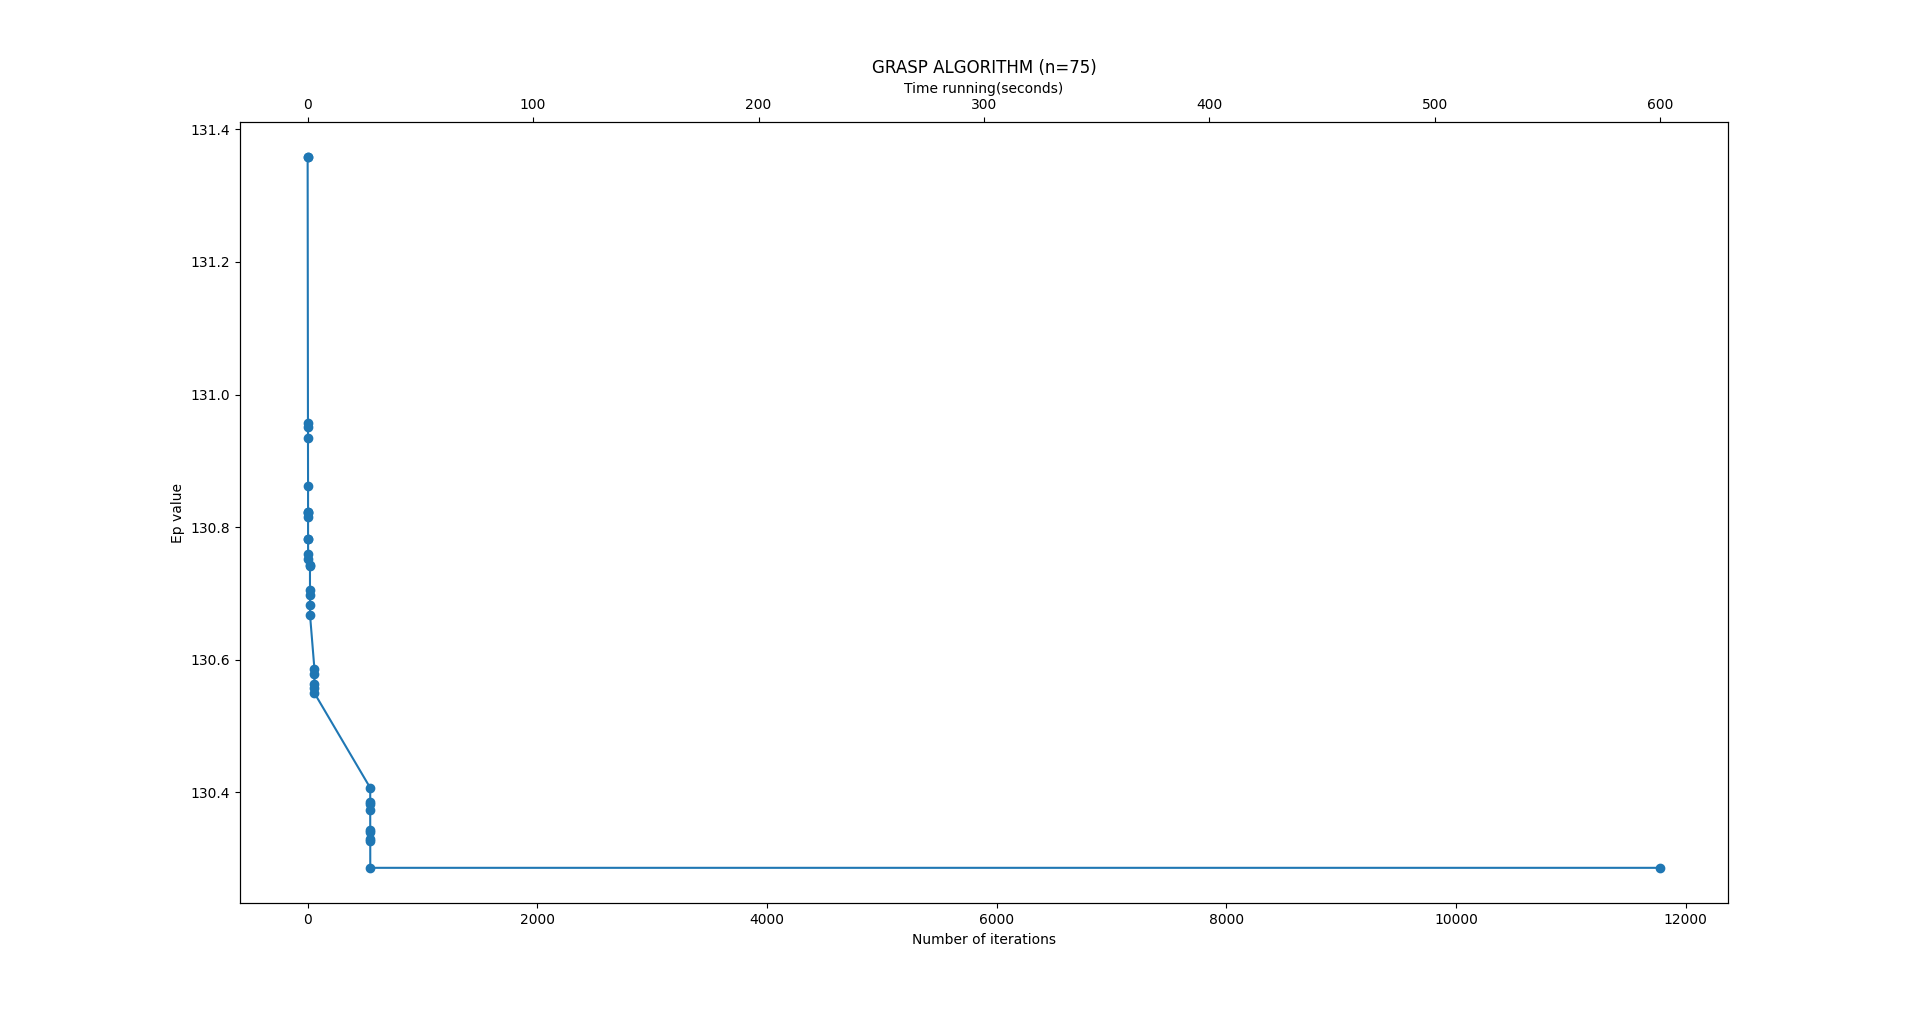 GRASP ALGORITHM (n=75)
Time running(seconds)
0 100 200 300 400 500 600
131.4
131.2
131.0
130.8
130.6
130.4
Ep value
0 2000 4000 6000 8000 10000 12000
Number of iterations